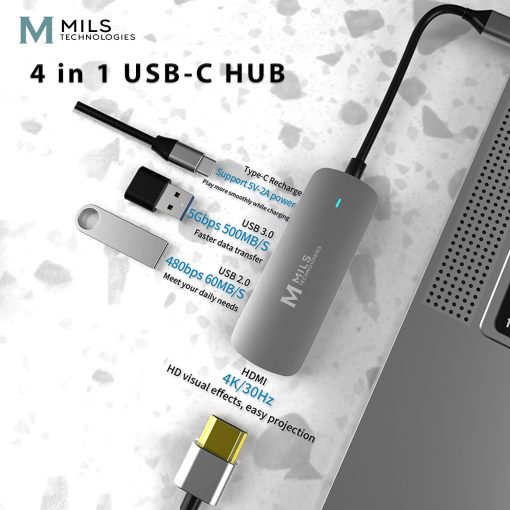 M MILS
TECHNOLOGIES
4 in 1 USB-C HUB
Type-C Recharge
Support 5V-2A power
Play more smoothly while charging
USB 3.0
5Gbps 500MB/S
Faster data transfer
USB 2.0
480bps 60MB/S
Meet your daily needs
M MILS
TECHNOLOGIES
HDMI
4K/30Hz
HD visual effects, easy projection